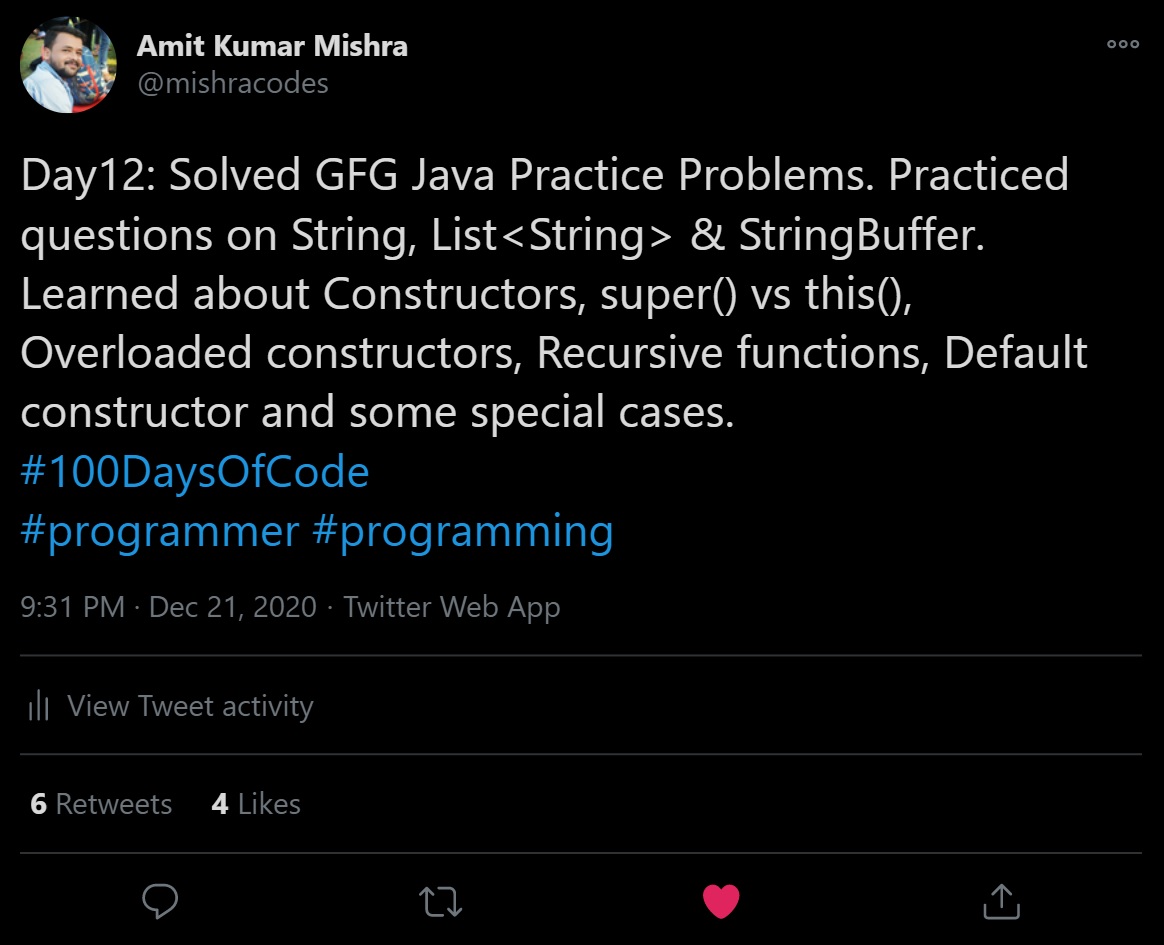 Amit Kumar Mishra
@mishracodes
Day12: Solved GFG Java Practice Problems. Practiced
questions on String, List<String> & StringBuffer.
Learned about Constructors, super() vs this(),
Overloaded constructors, Recursive functions, Default
constructor and some special cases.
#100DaysOfCode
#programmer #programming
9:31 PM · Dec 21, 2020 · Twitter Web App
View Tweet activity
6 Retweets 4 Likes